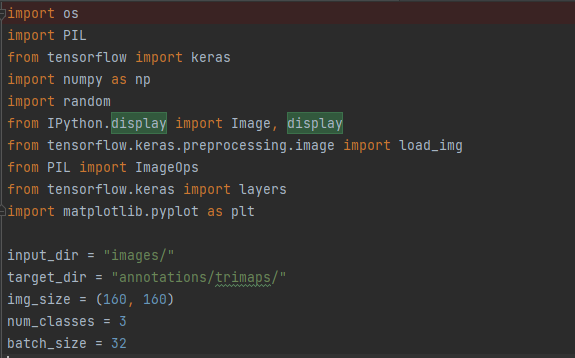 import os
import PIL
from tensorflow import keras
import numpy as np
import random
from IPython.display import Image, display
from tensorflow.keras.preprocessing.image import load_img
from PIL import ImageOps
from tensorflow.keras import layers
import matplotlib.pyplot as plt
input_dir = "images/"
target_dir = "annotations/trimaps/"
img_size = (160, 160)
num_classes = 3
batch_size = 32